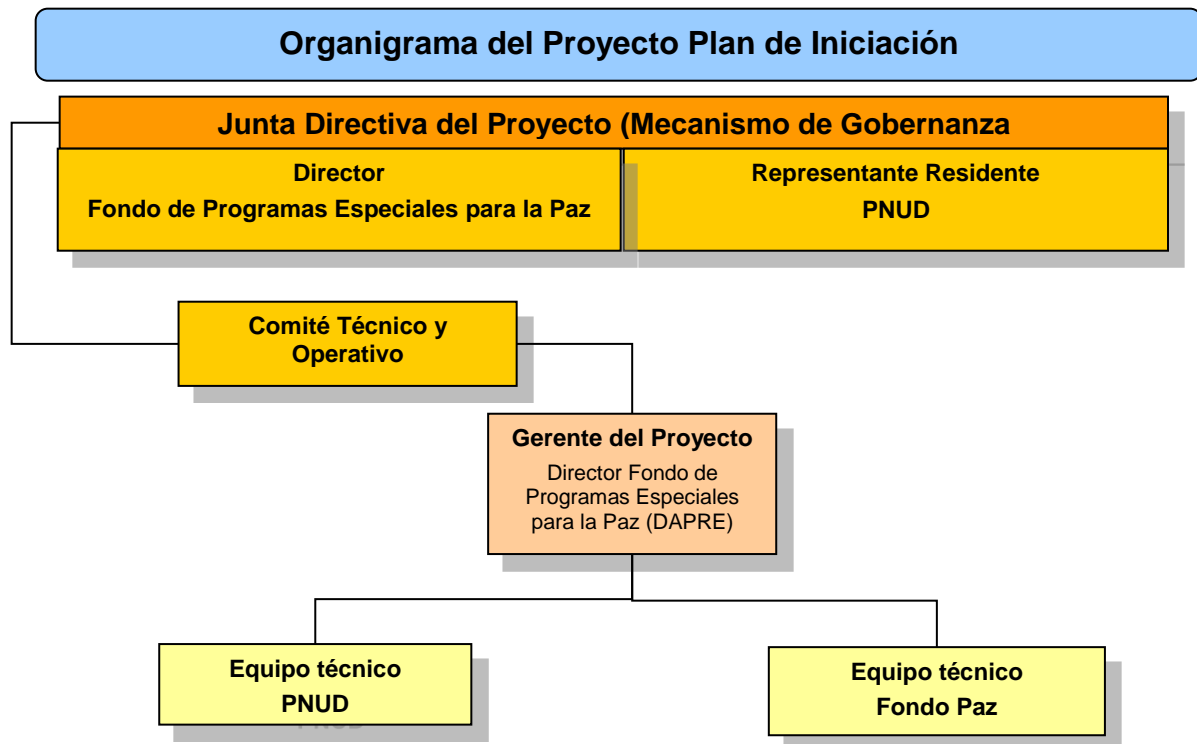 Organigrama del Proyecto Plan de Iniciación
Junta Directiva del Proyecto (Mecanismo de Gobernanza
Director
Fondo de Programas Especiales para la Paz
Representante Residente
PNUD
Comité Técnico y
Operativo
Gerente del Proyecto
Director Fondo de
Programas Especiales
para la Paz (DAPRE)
Equipo técnico
PNUD
Equipo técnico
Fondo Paz